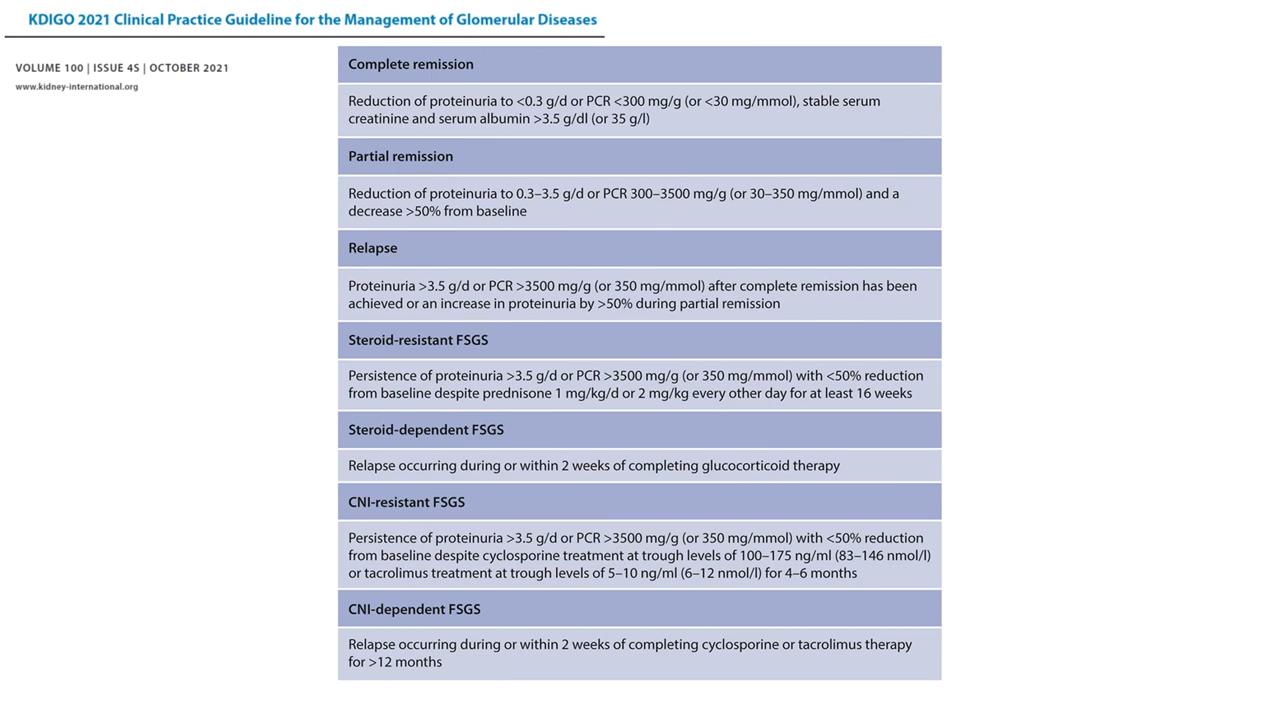 KDIGO 2021 Clinical Practice Guideline for the Management of Glomerular Diseases
VOLUME 100 | ISSUE 4S | OCTOBER 2021
www.kidney-international.org
Complete remission
Reduction of proteinuria to <0.3 g/d or PCR <300 mg/g (or <30 mg/mmol), stable serum
creatinine and serum albumin >3.5 g/dl (or 35 g/l)
Partial remission
Reduction of proteinuria to 0.3–3.5 g/d or PCR 300–3500 mg/g (or 30–350 mg/mmol) and a
decrease >50% from baseline
Relapse
Proteinuria >3.5 g/d or PCR >3500 mg/g (or 350 mg/mmol) after complete remission has been
achieved or an increase in proteinuria by >50% during partial remission
Steroid-resistant FSGS
Persistence of proteinuria >3.5 g/d or PCR >3500 mg/g (or 350 mg/mmol) with <50% reduction
from baseline despite prednisone 1 mg/kg/d or 2 mg/kg every other day for at least 16 weeks
Steroid-dependent FSGS
Relapse occurring during or within 2 weeks of completing glucocorticoid therapy
CNI-resistant FSGS
Persistence of proteinuria >3.5 g/d or PCR >3500 mg/g (or 350 mg/mmol) with <50% reduction
from baseline despite cyclosporine treatment at trough levels of 100–175 ng/ml (83–146 nmol/l)
or tacrolimus treatment at trough levels of 5–10 ng/ml (6–12 nmol/l) for 4–6 months
CNI-dependent FSGS
Relapse occurring during or within 2 weeks of completing cyclosporine or tacrolimus therapy
for >12 months